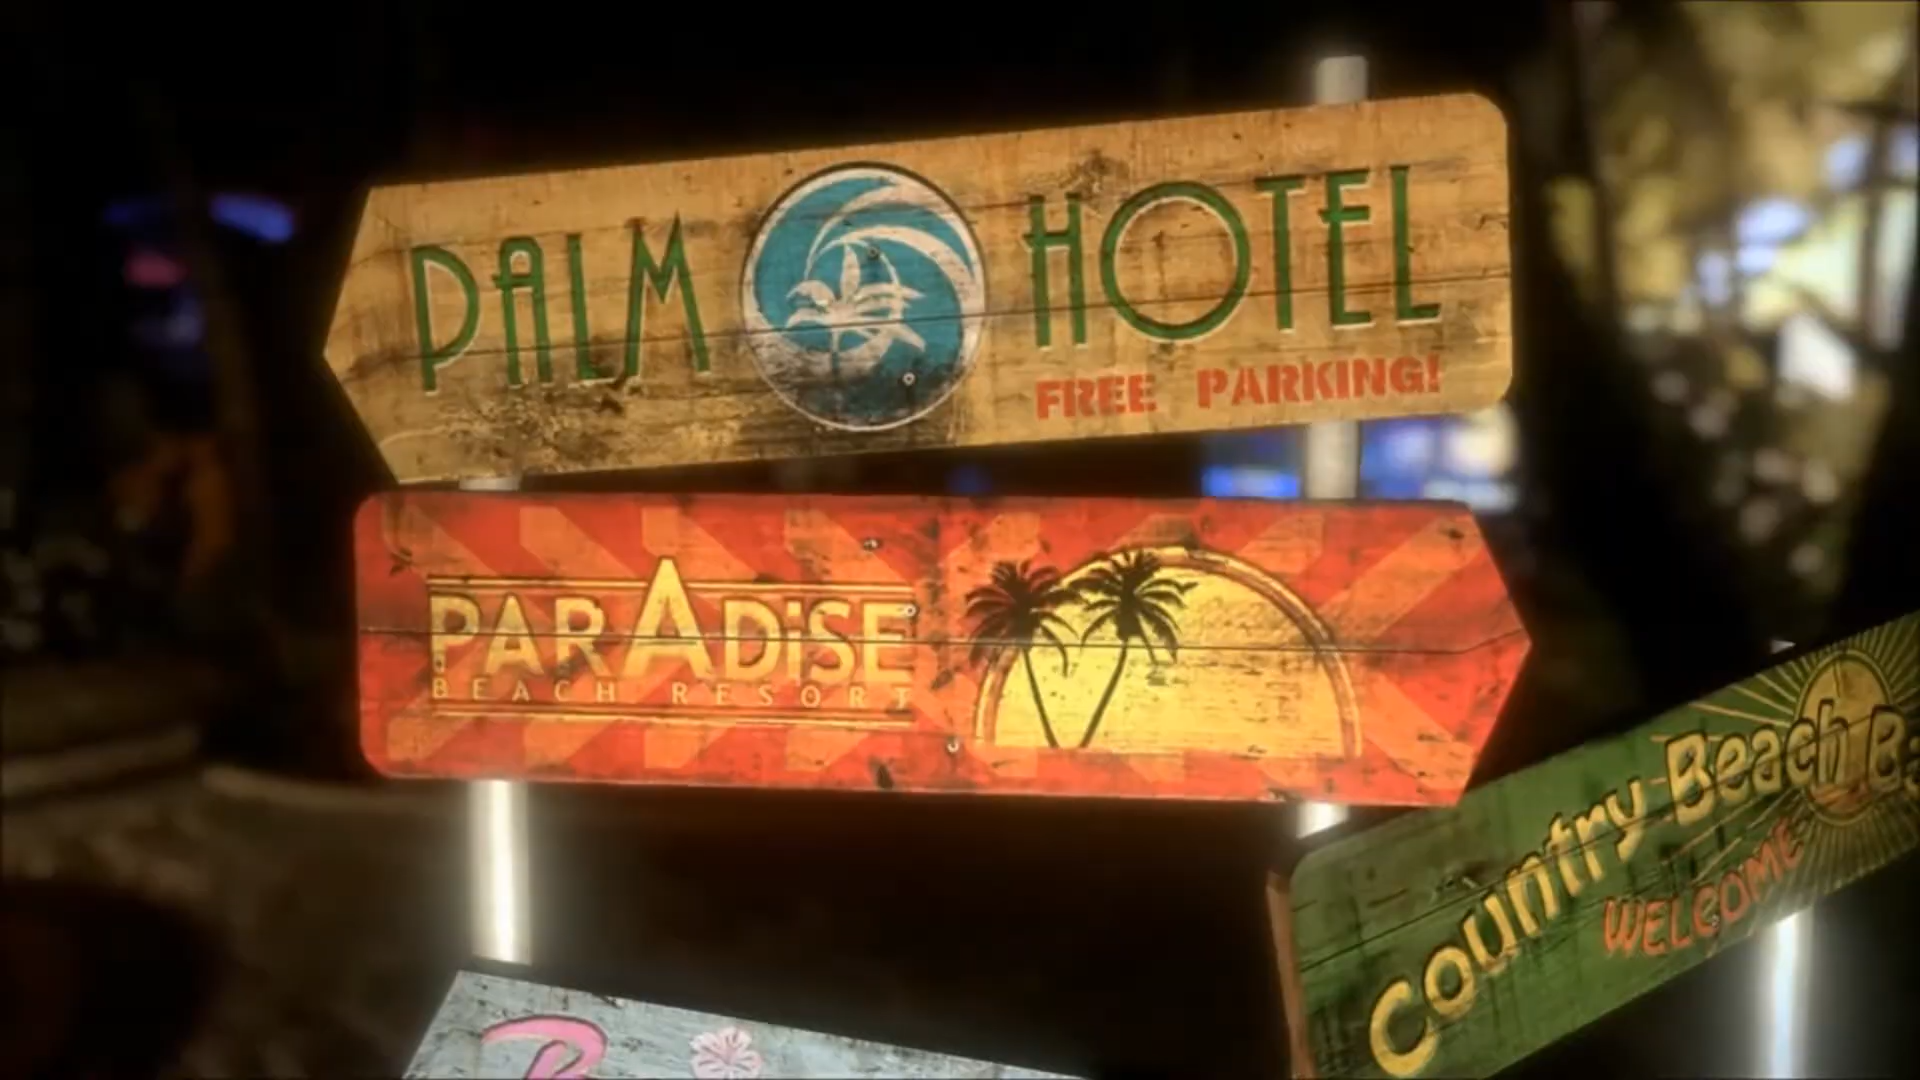 PALM HOTEL
FREE PARKING!
PARADiSE
BEACH RESORT
Country Beach
WELCOME